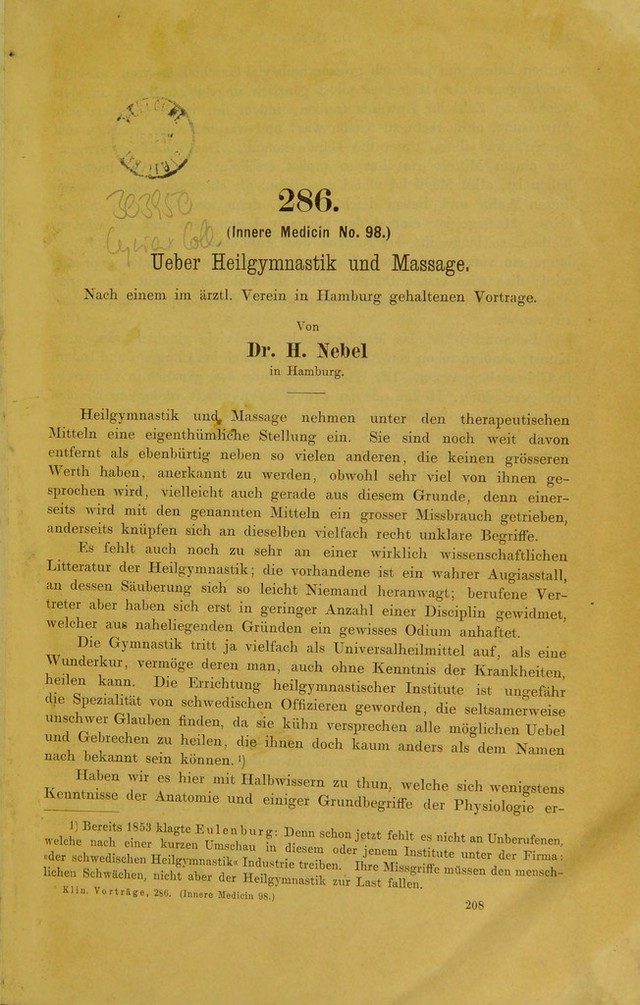 303850
Coll.
286.
(Innere Medicin No. 98.)
Ueber Heilgymnastik und Massage.
Nach einem im ärztl. Verein in Hamburg gehaltenen Vortrage.
Von
Dr. H. Nebel
in Hamburg.
Heilgymnastik und Massage nehmen unter den therapeutischen
Mitteln eine eigenthümliche Stellung ein. Sie sind noch weit davon
entfernt als ebenbürtig neben so vielen anderen, die keinen grösseren
Werth haben, anerkannt zu werden, obwohl sehr viel von ihnen ge-
sprochen wird, vielleicht auch gerade aus diesem Grunde, denn einer-
seits wird mit den genannten Mitteln ein grosser Missbrauch getrieben,
anderseits knüpfen sich an dieselben vielfach recht unklare Begriffe.
Es fehlt auch noch zu sehr an einer wirklich wissenschaftlichen
Litteratur der Heilgymnastik; die vorhandene ist ein wahrer Augiasstall,
an dessen Säuberung sich so leicht Niemand heranwagt; berufene Ver-
treter aber haben sich erst in geringer Anzahl einer Disciplin gewidmet,
welcher aus naheliegenden Gründen ein gewisses Odium anhaftet.
Die Gymnastik tritt ja vielfach als Universalheilmittel auf, als eine
Wunderkur, vermöge deren man, auch ohne Kenntnis der Krankheiten,
heilen kann. Die Errichtung heilgymnastischer Institute ist ungefähr
die Spezialität von schwedischen Offizieren geworden, die seltsamerweise
unschwer Glauben finden, da sie kühn versprechen alle möglichen Uebel
und Gebrechen zu heilen, die ihnen doch kaum anders als dem Namen
nach bekannt sein können.¹)
Haben wir es hier mit Halbwissern zu thun, welche sich wenigstens
Kenntnisse der Anatomie und einiger Grundbegriffe der Physiologie er-
1) Bereits 1853 klagte Eulenburg: Denn schon jetzt fehlt es nicht an Unberufenen,
welche nach einer kurzen Umschau in diesem oder jenem Institute unter der Firma:
»der schwedischen Heilgymnastik« Industrie treiben. Ihre Missgriffe müssen den mensch-
lichen Schwächen, nicht aber der Heilgymnastik zur Last fallen.
Klin. Vorträge, 286. (Innere Medicin 98.)
208